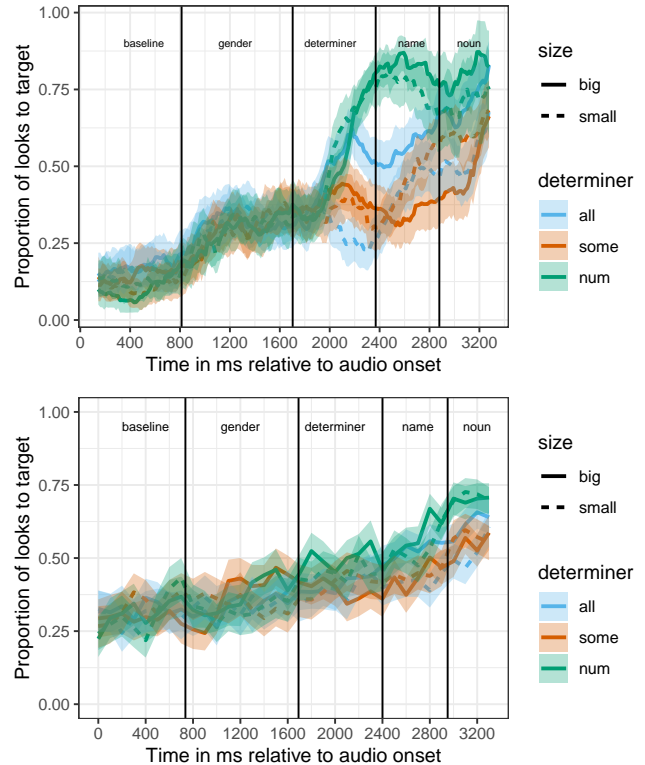 1.00
0.75
0.50
0.25
0.00
Proportion of looks to target
baseline gender determiner name noun
0 400 800 1200 1600 2000 2400 2800 3200
Time in ms relative to audio onset
size
big
small
determiner
all
some
num
1.00
0.75
0.50
0.25
0.00
Proportion of looks to target
baseline gender determiner name noun
0 400 800 1200 1600 2000 2400 2800 3200
Time in ms relative to audio onset
size
big
small
determiner
all
some
num